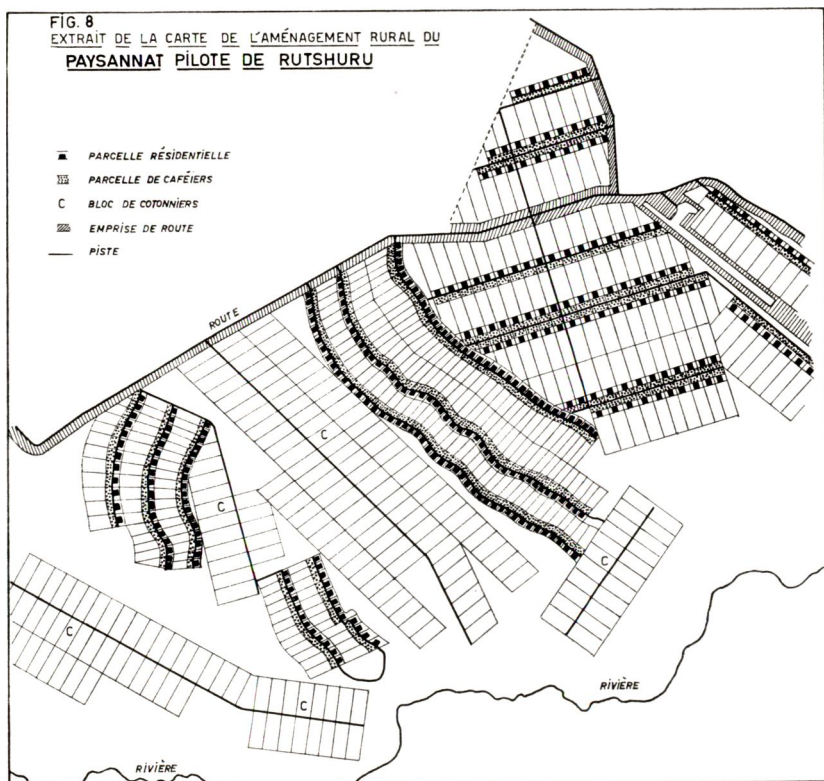 FIG. 8
EXTRAIT DE LA CARTE DE L'AMÉNAGEMENT RURAL DU
PAYSANNAT PILOTE DE RUTSHURU
PARCELLE RÉSIDENTIELLE
PARCELLE DE CAFÉIERS
C BLOC DE COTONNIERS
EMPRISE DE ROUTE
PISTE
ROUTE
C
C
C
C
RIVIÈRE
C
RIVIÈRE